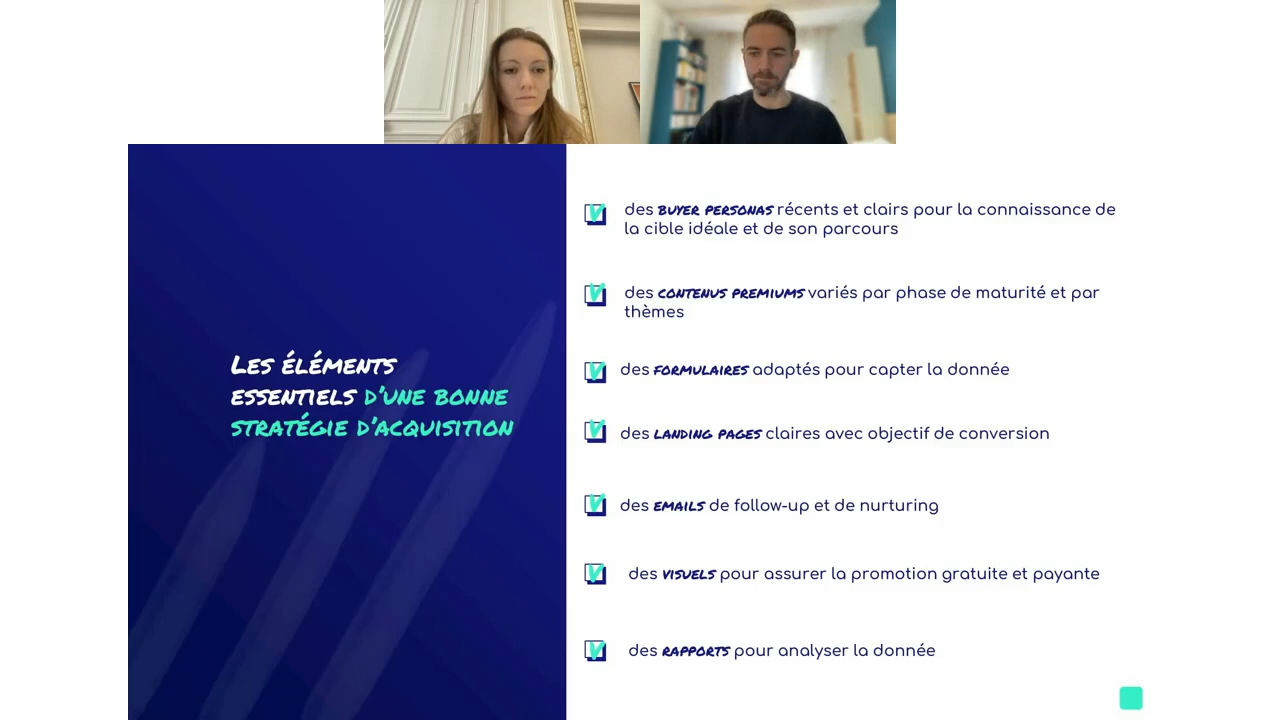 Les éléments
essentiels d'une bonne
stratégie d'acquisition
des buyer personas récents et clairs pour la connaissance de
la cible idéale et de son parcours
des contenus premiums variés par phase de maturité et par
thèmes
des formulaires adaptés pour capter la donnée
des landing pages claires avec objectif de conversion
des emails de follow-up et de nurturing
des visuels pour assurer la promotion gratuite et payante
des rapports pour analyser la donnée